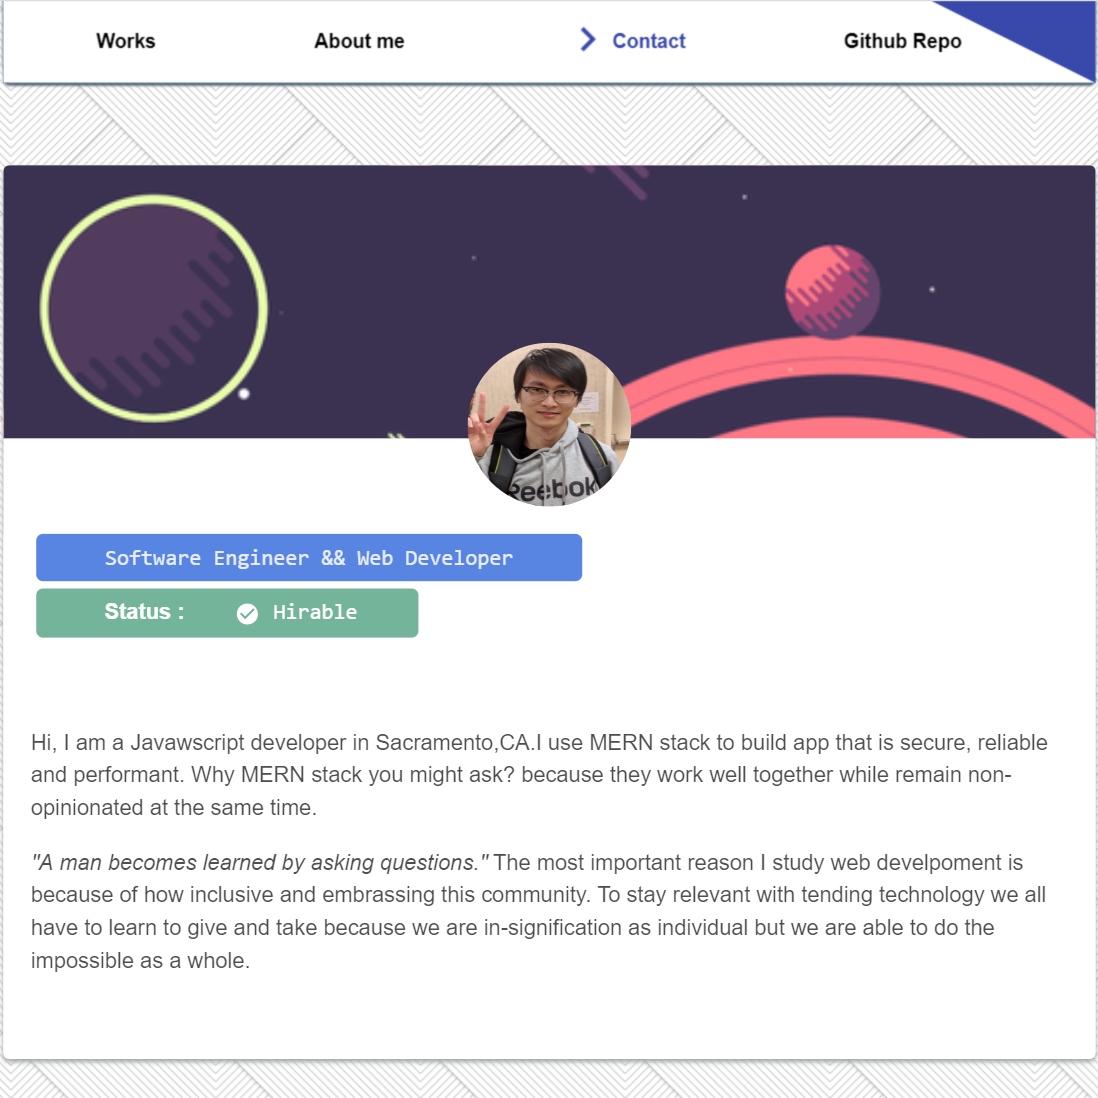 Works About me Contact Github Repo
Reebok
Software Engineer && Web Developer
Status : Hirable
Hi, I am a Javawscript developer in Sacramento,CA.I use MERN stack to build app that is secure, reliable
and performant. Why MERN stack you might ask? because they work well together while remain non-
opinionated at the same time.
"A man becomes learned by asking questions." The most important reason I study web develpoment is
because of how inclusive and embrassing this community. To stay relevant with tending technology we all
have to learn to give and take because we are in-signification as individual but we are able to do the
impossible as a whole.